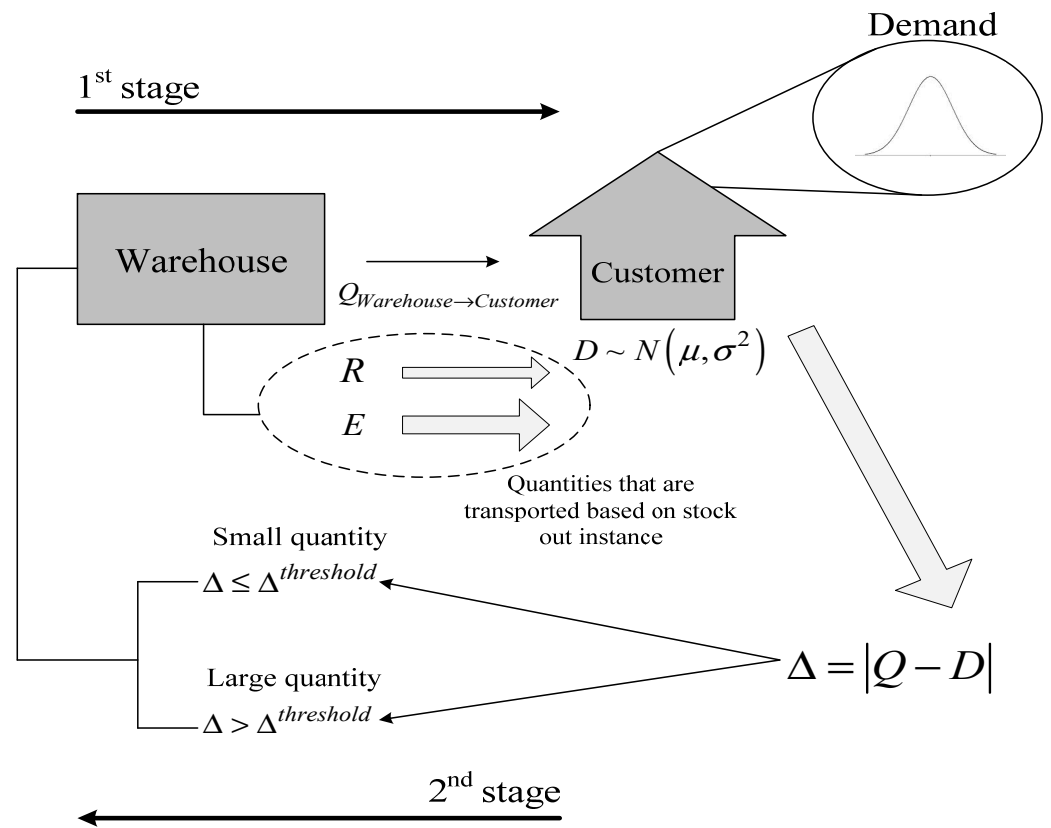 Demand
1st stage
Warehouse
Customer
Q Warehouse→Customer
D ~ N(μ,σ²)
R
E
Quantities that are
transported based on stock
out instance
Small quantity
Δ ≤ Δ^threshold
Δ = |Q − D|
Large quantity
Δ > Δ^threshold
2nd stage